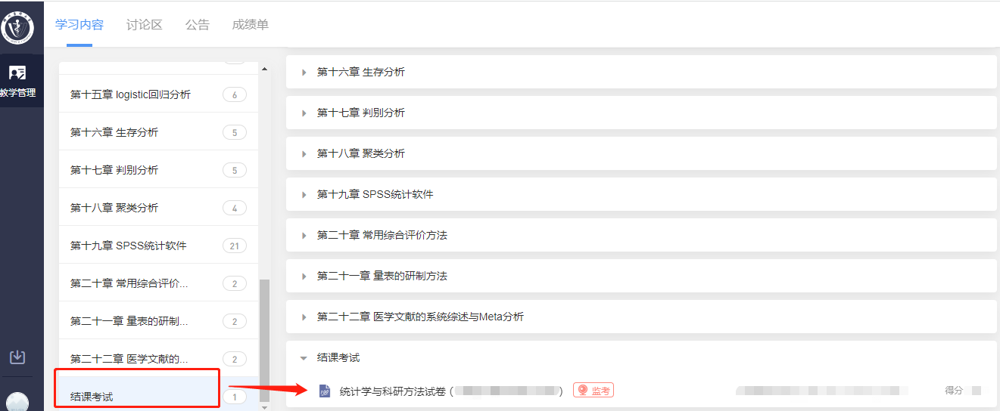 学习内容 讨论区 公告 成绩单
教学管理
第十五章 logistic回归分析 6
第十六章 生存分析 5
第十七章 判别分析 5
第十八章 聚类分析 4
第十九章 SPSS统计软件 21
第二十章 常用综合评价... 2
第二十一章 量表的研制... 2
第二十二章 医学文献的... 2
结课考试 1
第十六章 生存分析
第十七章 判别分析
第十八章 聚类分析
第十九章 SPSS统计软件
第二十章 常用综合评价方法
第二十一章 量表的研制方法
第二十二章 医学文献的系统综述与Meta分析
结课考试
统计学与科研方法试卷 ( ) 监考 得分